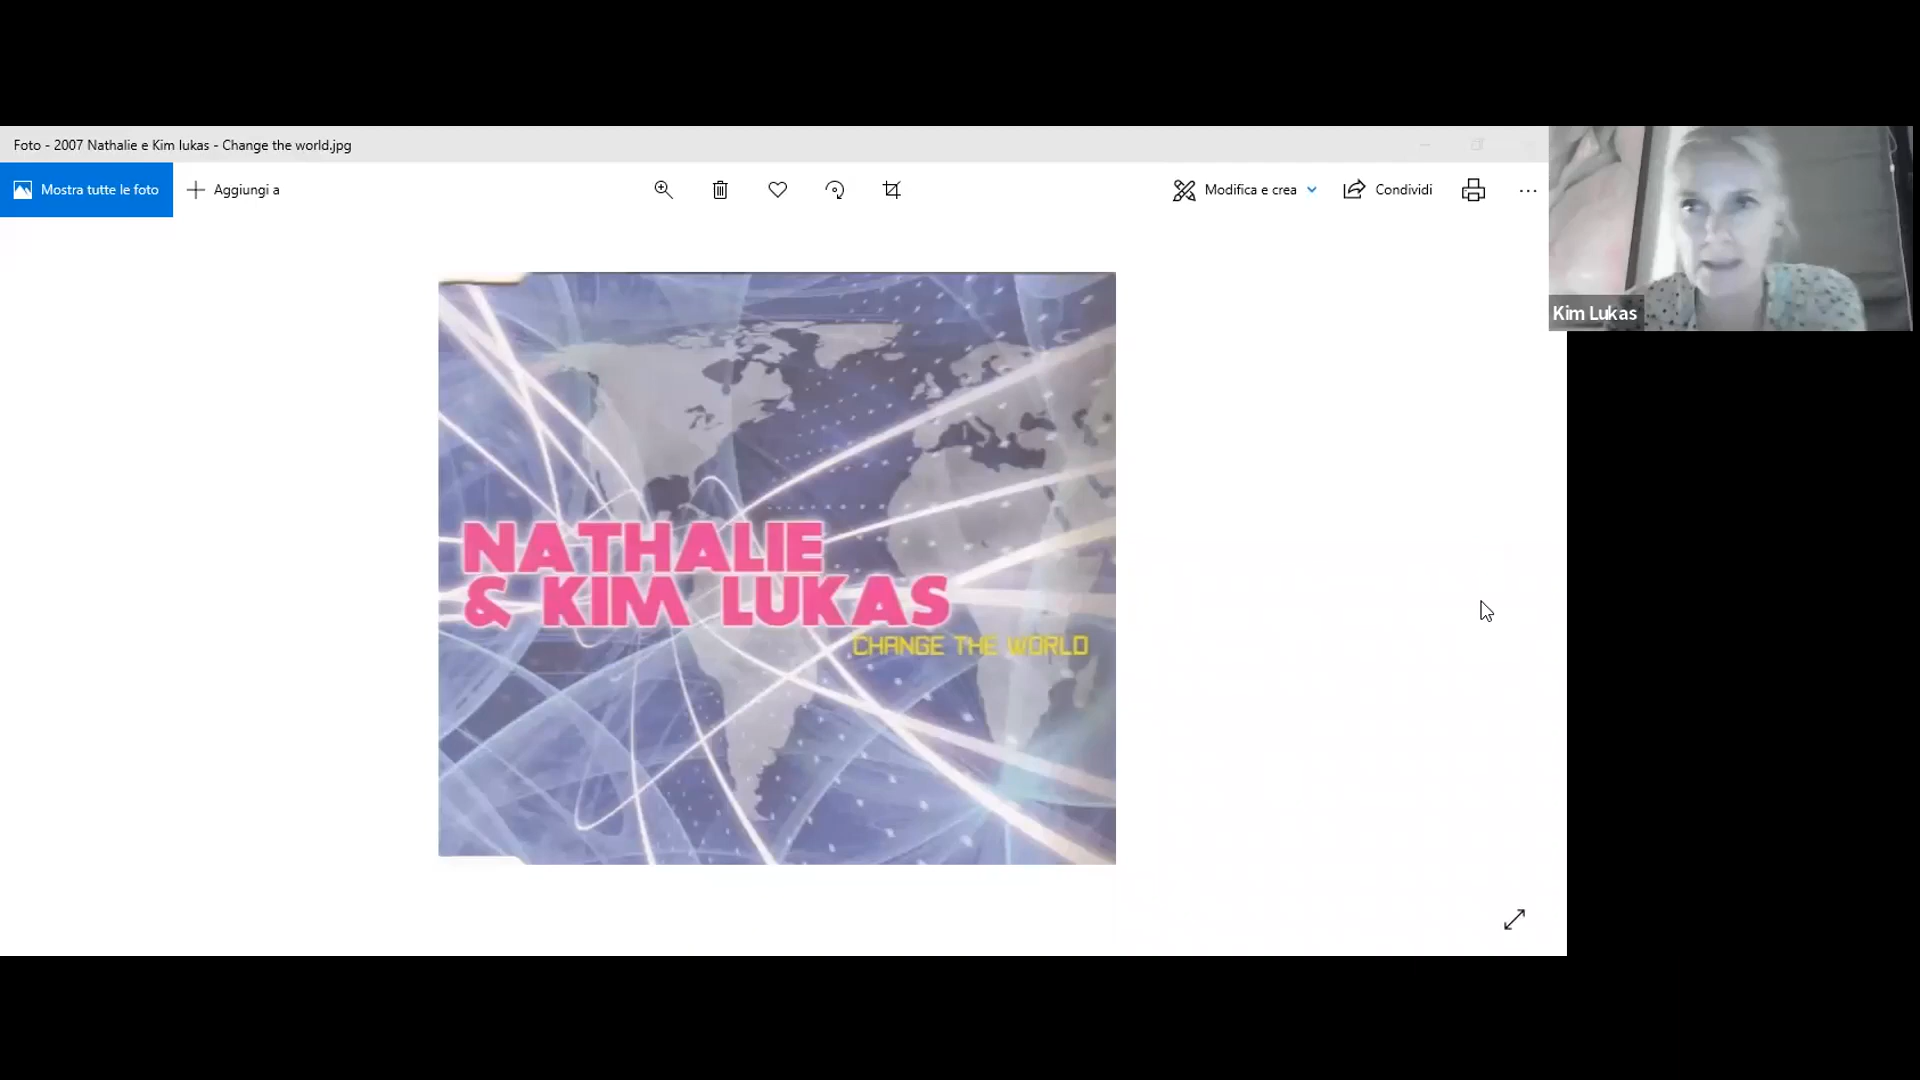 Foto - 2007 Nathalie e Kim lukas - Change the world.jpg
Mostra tutte le foto
Aggiungi a
Modifica e crea
Condividi
Kim Lukas
NATHALIE
& KIM LUKAS
CHANGE THE WORLD